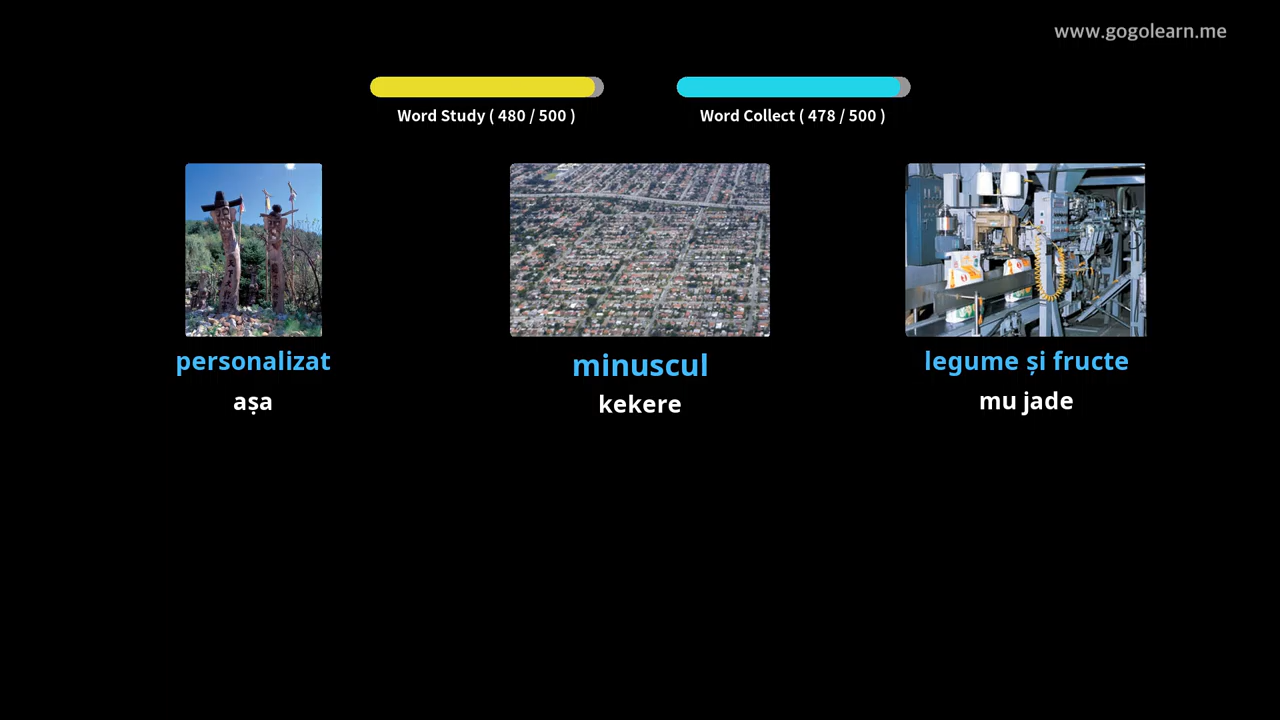 www.gogolearn.me
Word Study ( 480 / 500 )
Word Collect ( 478 / 500 )
personalizat
așa
minuscul
kekere
legume și fructe
mu jade